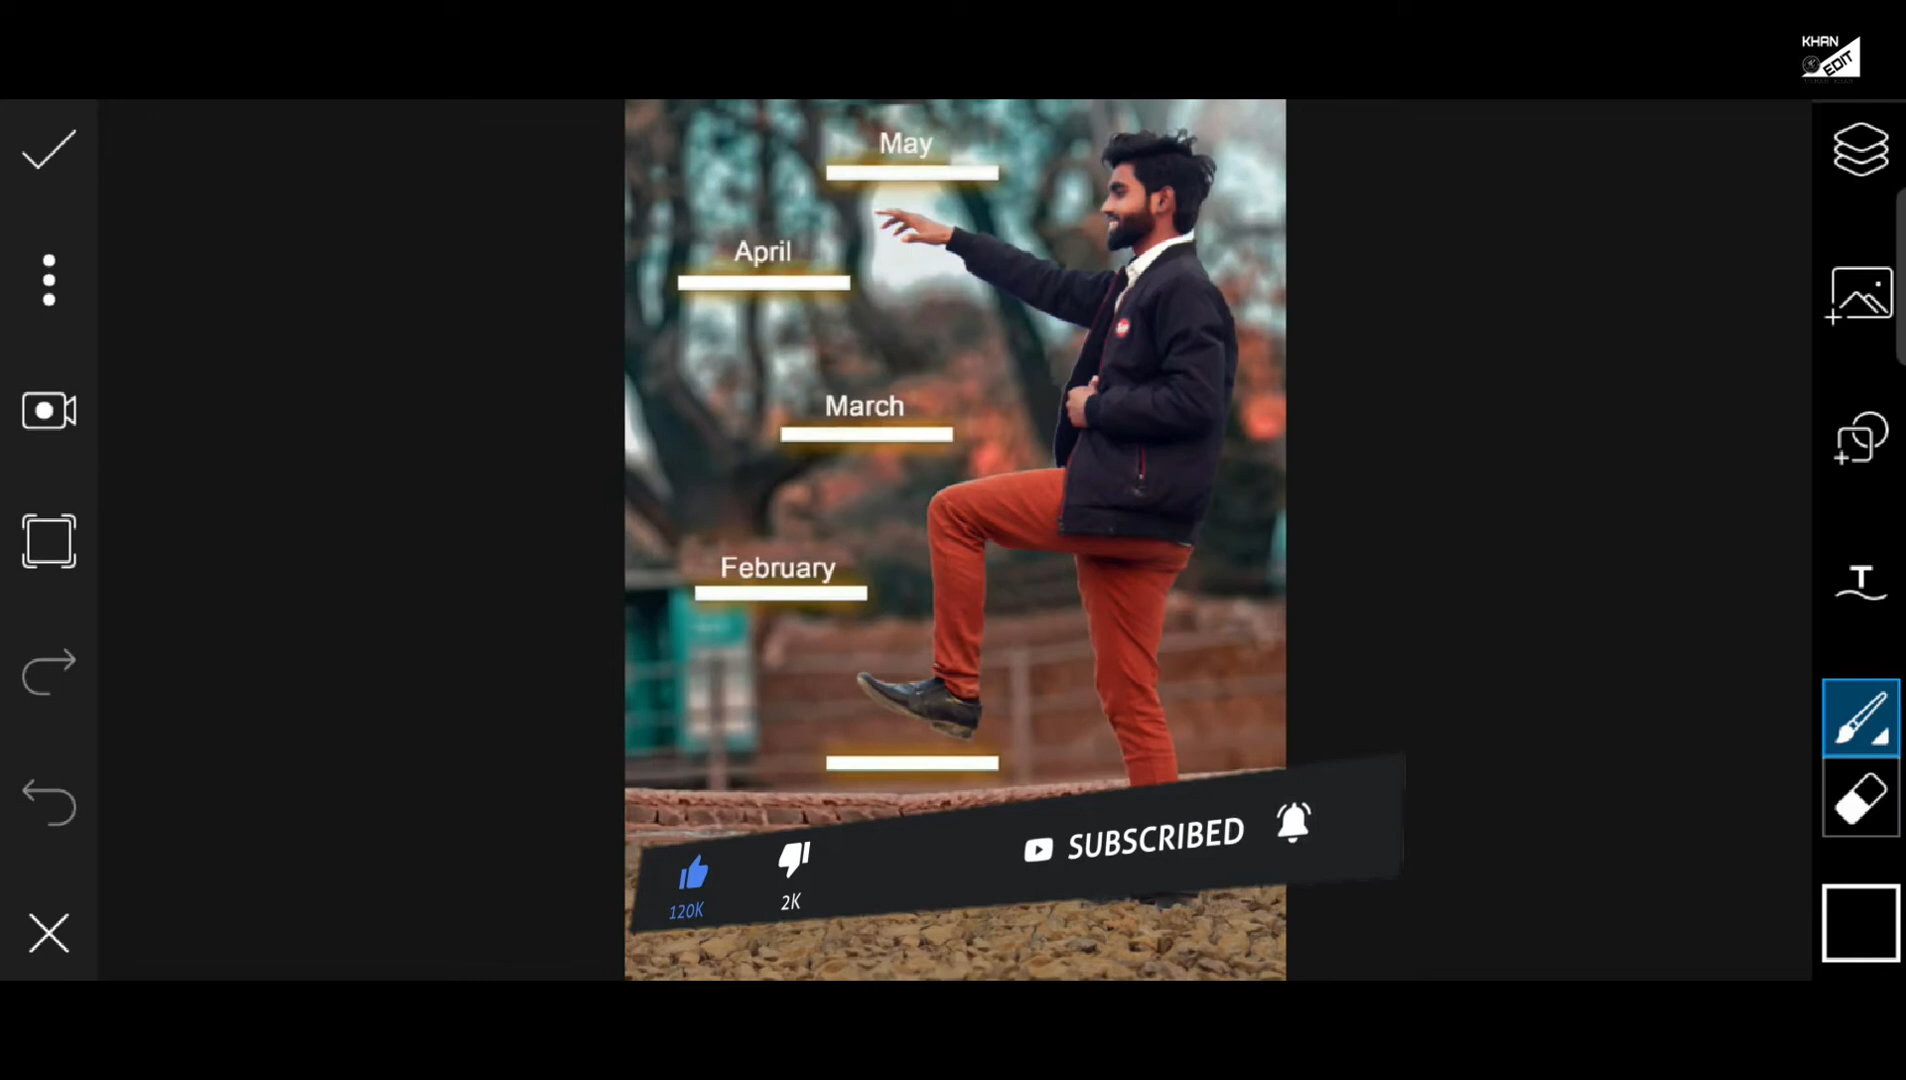 KHAN
EDIT
May
April
March
February
SUBSCRIBED
120K
2K
T